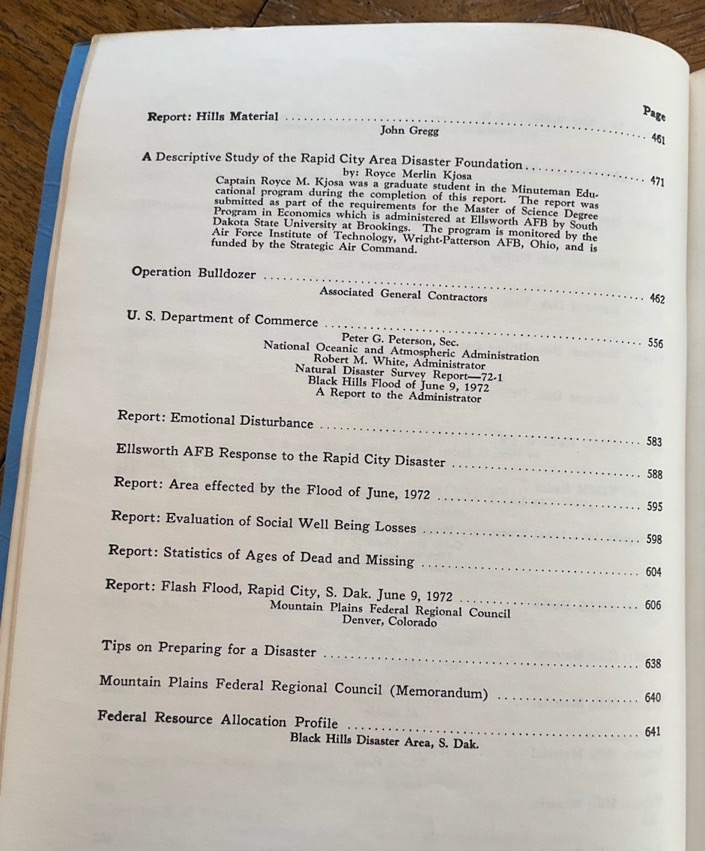 Page
Report: Hills Material ........................................ 461
John Gregg
A Descriptive Study of the Rapid City Area Disaster Foundation .................... 471
by: Royce Merlin Kjosa
Captain Royce M. Kjosa was a graduate student in the Minuteman Edu-
cational program during the completion of this report. The report was
submitted as part of the requirements for the Master of Science Degree
Program in Economics which is administered at Ellsworth AFB by South
Dakota State University at Brookings. The program is monitored by the
Air Force Institute of Technology, Wright-Patterson AFB, Ohio, and is
funded by the Strategic Air Command.
Operation Bulldozer ........................................ 462
Associated General Contractors
U. S. Department of Commerce ........................................ 556
Peter G. Peterson, Sec.
National Oceanic and Atmospheric Administration
Robert M. White, Administrator
Natural Disaster Survey Report—72-1
Black Hills Flood of June 9, 1972
A Report to the Administrator
Report: Emotional Disturbance ........................................ 583
Ellsworth AFB Response to the Rapid City Disaster ........................................ 588
Report: Area effected by the Flood of June, 1972 ........................................ 595
Report: Evaluation of Social Well Being Losses ........................................ 598
Report: Statistics of Ages of Dead and Missing ........................................ 604
Report: Flash Flood, Rapid City, S. Dak. June 9, 1972 ........................................ 606
Mountain Plains Federal Regional Council
Denver, Colorado
Tips on Preparing for a Disaster ........................................ 638
Mountain Plains Federal Regional Council (Memorandum) .............................. 640
Federal Resource Allocation Profile ........................................ 641
Black Hills Disaster Area, S. Dak.